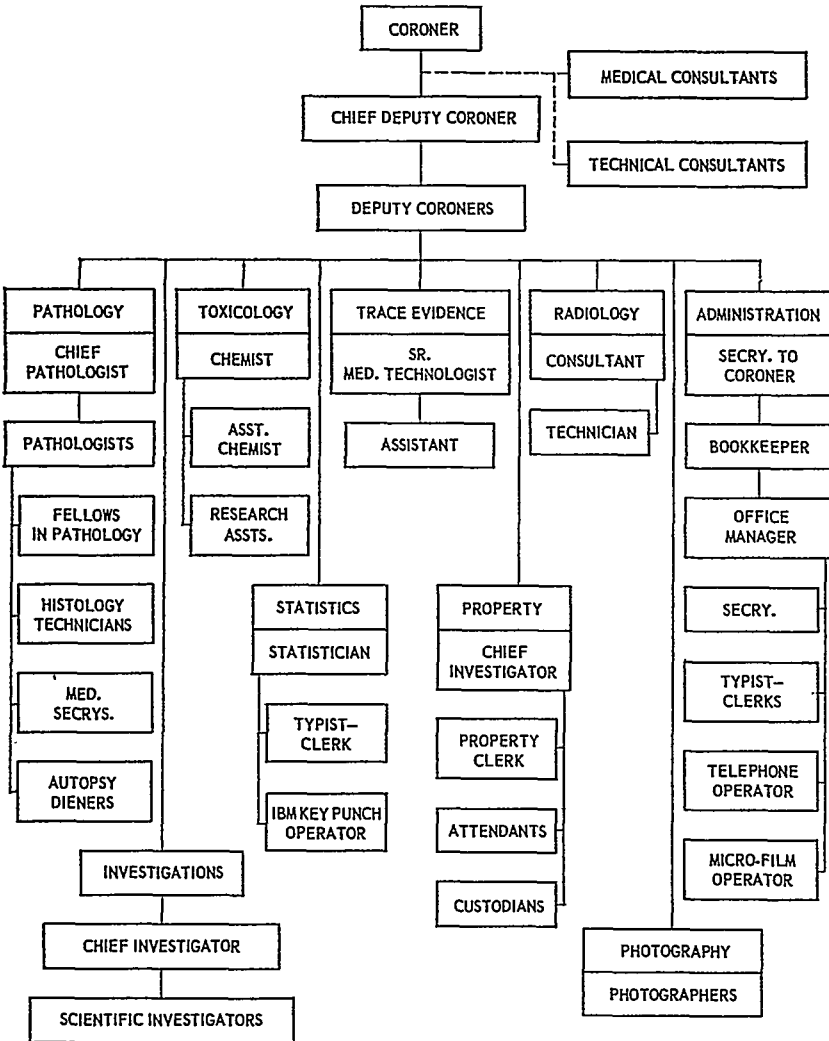 CORONER
MEDICAL CONSULTANTS
CHIEF DEPUTY CORONER
TECHNICAL CONSULTANTS
DEPUTY CORONERS
PATHOLOGY
CHIEF
PATHOLOGIST
PATHOLOGISTS
FELLOWS
IN PATHOLOGY
HISTOLOGY
TECHNICIANS
MED.
SECRYS.
AUTOPSY
DIENERS
INVESTIGATIONS
CHIEF INVESTIGATOR
SCIENTIFIC INVESTIGATORS
TOXICOLOGY
CHEMIST
ASST.
CHEMIST
RESEARCH
ASSTS.
STATISTICS
STATISTICIAN
TYPIST—
CLERK
IBM KEY PUNCH
OPERATOR
TRACE EVIDENCE
SR.
MED. TECHNOLOGIST
ASSISTANT
PROPERTY
CHIEF
INVESTIGATOR
PROPERTY
CLERK
ATTENDANTS
CUSTODIANS
RADIOLOGY
CONSULTANT
TECHNICIAN
PHOTOGRAPHY
PHOTOGRAPHERS
ADMINISTRATION
SECRY. TO
CORONER
BOOKKEEPER
OFFICE
MANAGER
SECRY.
TYPIST—
CLERKS
TELEPHONE
OPERATOR
MICRO-FILM
OPERATOR